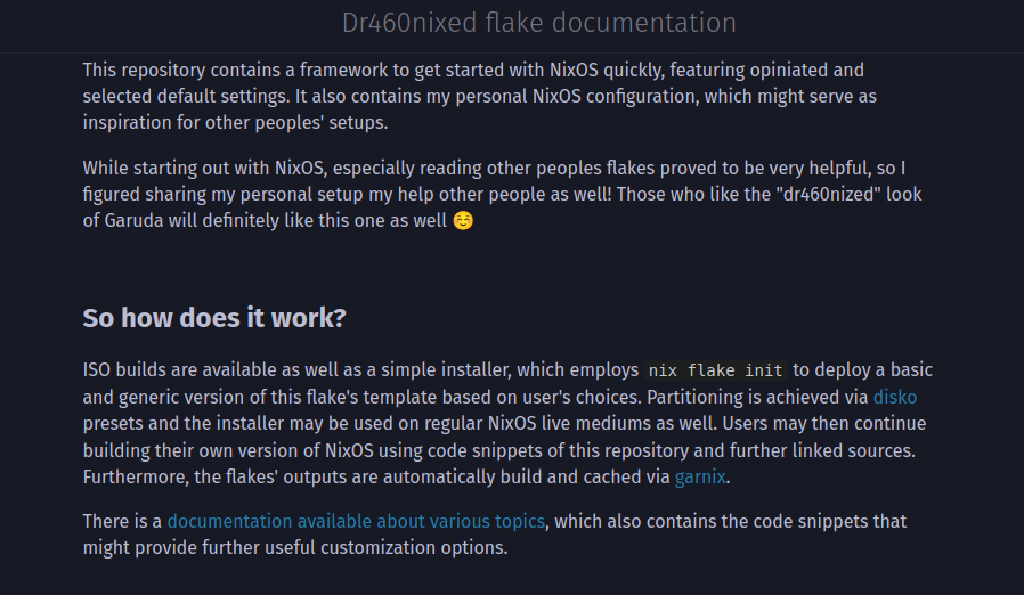 Dr460nixed flake documentation
This repository contains a framework to get started with NixOS quickly, featuring opiniated and
selected default settings. It also contains my personal NixOS configuration, which might serve as
inspiration for other peoples' setups.
While starting out with NixOS, especially reading other peoples flakes proved to be very helpful, so I
figured sharing my personal setup my help other people as well! Those who like the "dr460nized" look
of Garuda will definitely like this one as well ☺️
So how does it work?
ISO builds are available as well as a simple installer, which employs nix flake init to deploy a basic
and generic version of this flake's template based on user's choices. Partitioning is achieved via disko
presets and the installer may be used on regular NixOS live mediums as well. Users may then continue
building their own version of NixOS using code snippets of this repository and further linked sources.
Furthermore, the flakes' outputs are automatically build and cached via garnix.
There is a documentation available about various topics, which also contains the code snippets that
might provide further useful customization options.